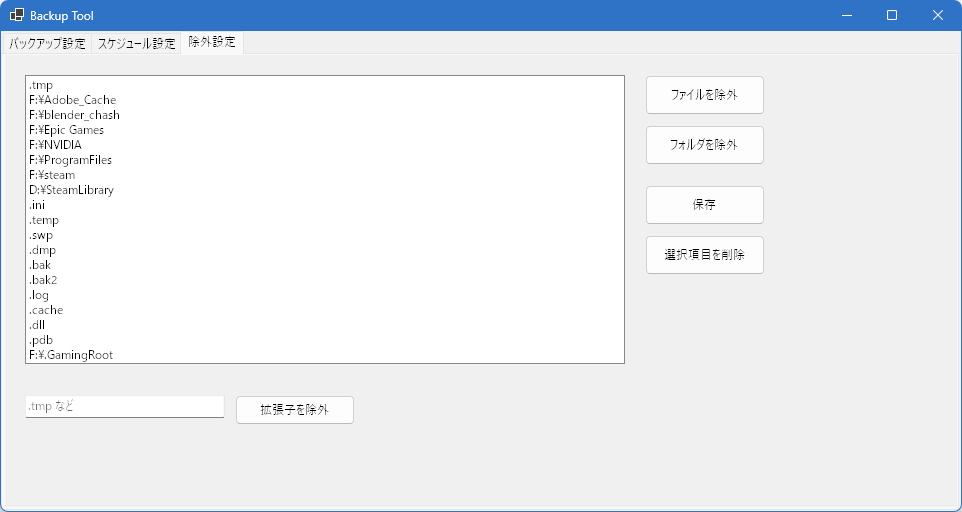 Backup Tool
バックアップ設定 スケジュール設定 除外設定
.tmp
F:¥Adobe_Cache
F:¥blender_chash
F:¥Epic Games
F:¥NVIDIA
F:¥ProgramFiles
F:¥steam
D:¥SteamLibrary
.ini
.temp
.swp
.dmp
.bak
.bak2
.log
.cache
.dll
.pdb
F:¥.GamingRoot
ファイルを除外
フォルダを除外
保存
選択項目を削除
.tmp など
拡張子を除外